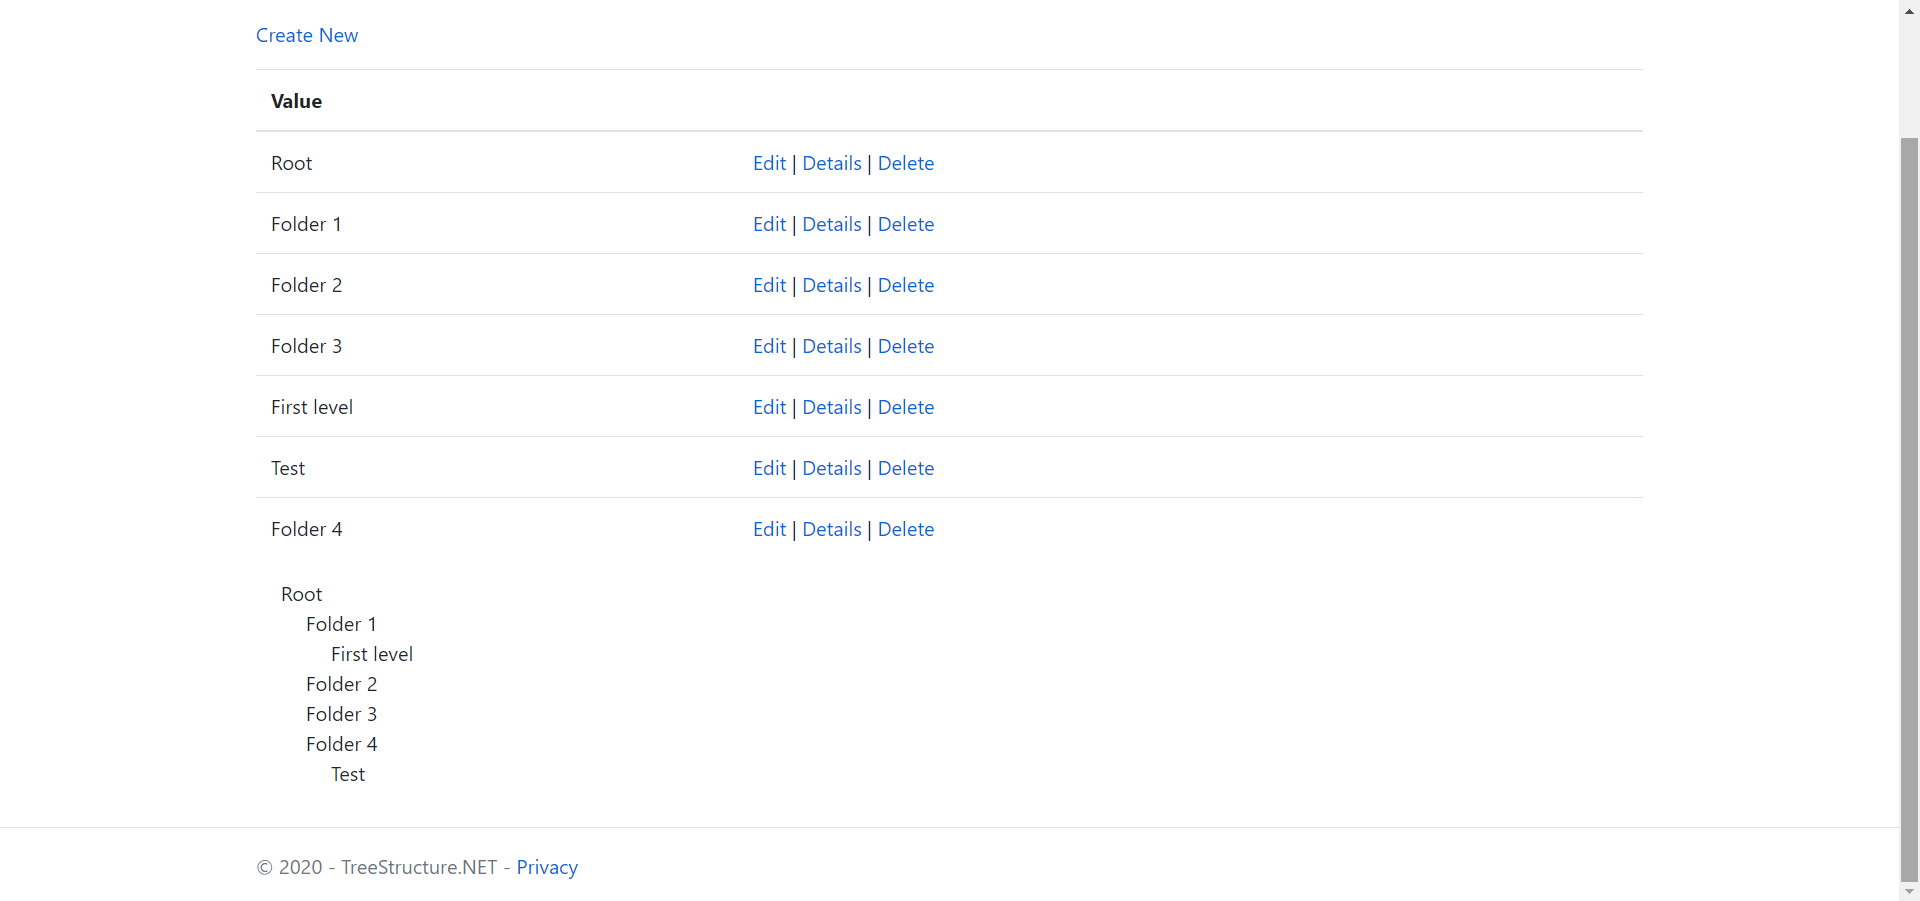 Create New
Value
Root Edit | Details | Delete
Folder 1 Edit | Details | Delete
Folder 2 Edit | Details | Delete
Folder 3 Edit | Details | Delete
First level Edit | Details | Delete
Test Edit | Details | Delete
Folder 4 Edit | Details | Delete
Root
Folder 1
First level
Folder 2
Folder 3
Folder 4
Test
© 2020 - TreeStructure.NET - Privacy